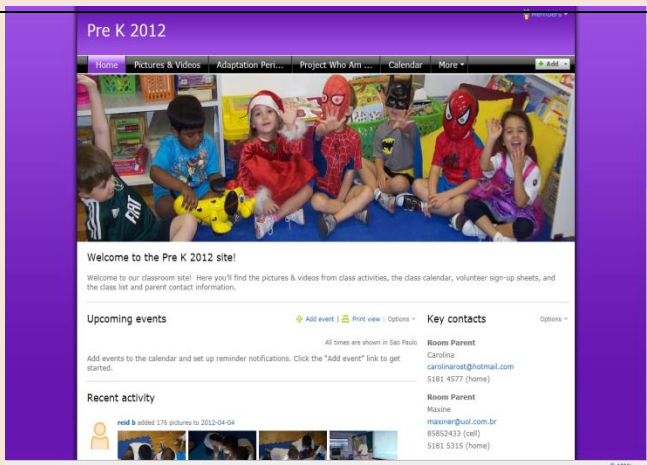 Members
Pre K 2012
Home Pictures & Videos Adaptation Peri... Project Who Am ... Calendar More Add
FIAT
Welcome to the Pre K 2012 site!
Welcome to our classroom site! Here you'll find the pictures & videos from class activities, the class calendar, volunteer sign-up sheets, and
the class list and parent contact information.
Upcoming events Add event | Print view | Options
All times are shown in Sao Paulo
Add events to the calendar and set up reminder notifications. Click the "Add event" link to get
started.
Recent activity
reid b added 176 pictures to 2012-04-04
Key contacts Options
Room Parent
Carolina
carolinarost@hotmail.com
5181 4577 (home)
Room Parent
Maxine
maxiner@uol.com.br
85852433 (cell)
5181 5315 (home)